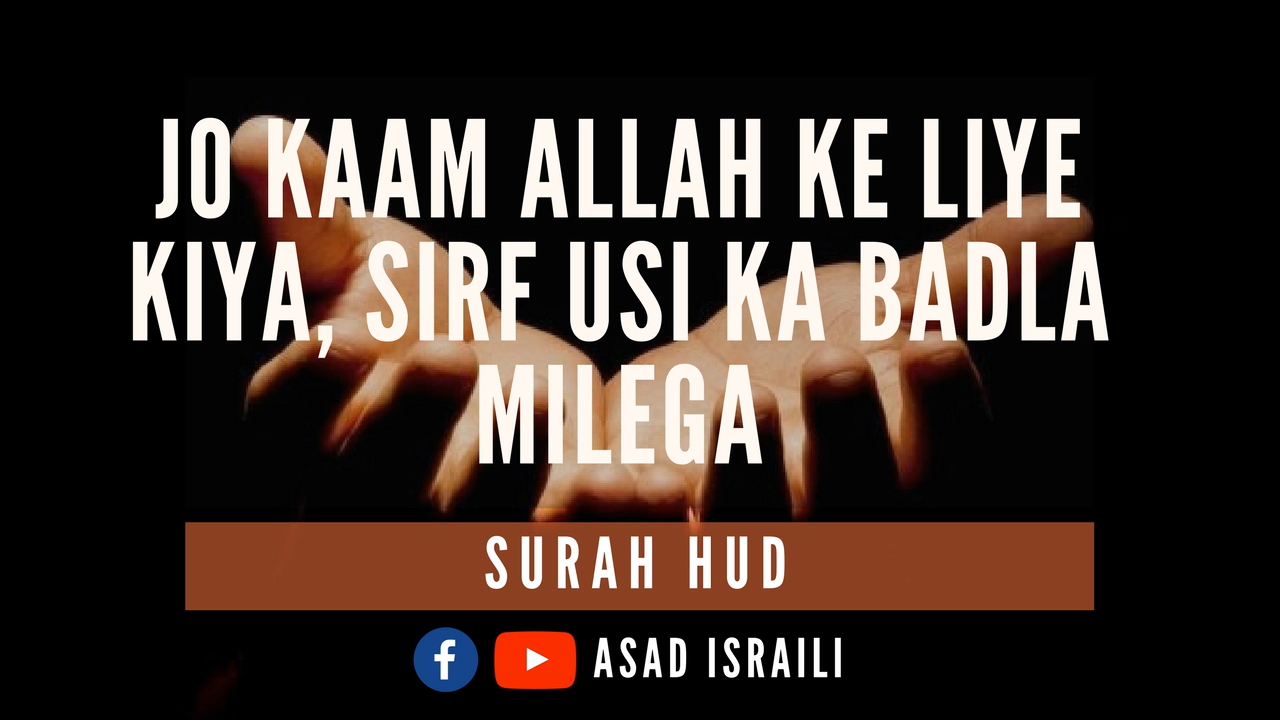 JO KAAM ALLAH KE LIYE
KIYA, SIRF USI KA BADLA
MILEGA
SURAH HUD
ASAD ISRAILI